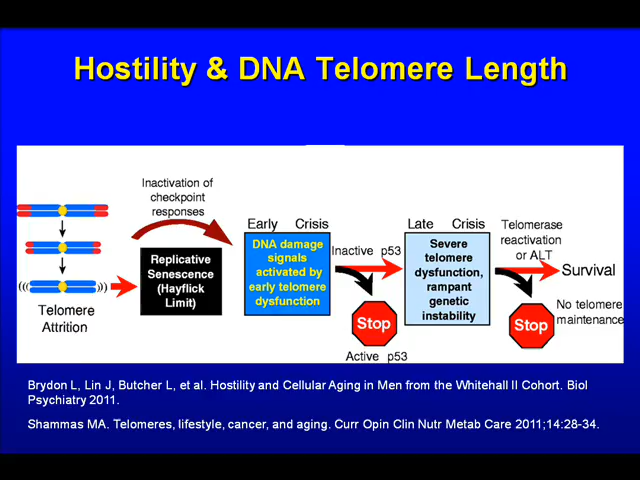 Hostility & DNA Telomere Length
Inactivation of
checkpoint
responses
Telomere
Attrition
Replicative
Senescence
(Hayflick
Limit)
Early Crisis
DNA damage
signals
activated by
early telomere
dysfunction
Inactive p53
Stop
Active p53
Late Crisis
Severe
telomere
dysfunction,
rampant
genetic
instability
Telomerase
reactivation
or ALT
Survival
Stop
No telomere
maintenance
Brydon L, Lin J, Butcher L, et al. Hostility and Cellular Aging in Men from the Whitehall II Cohort. Biol
Psychiatry 2011.
Shammas MA. Telomeres, lifestyle, cancer, and aging. Curr Opin Clin Nutr Metab Care 2011;14:28-34.